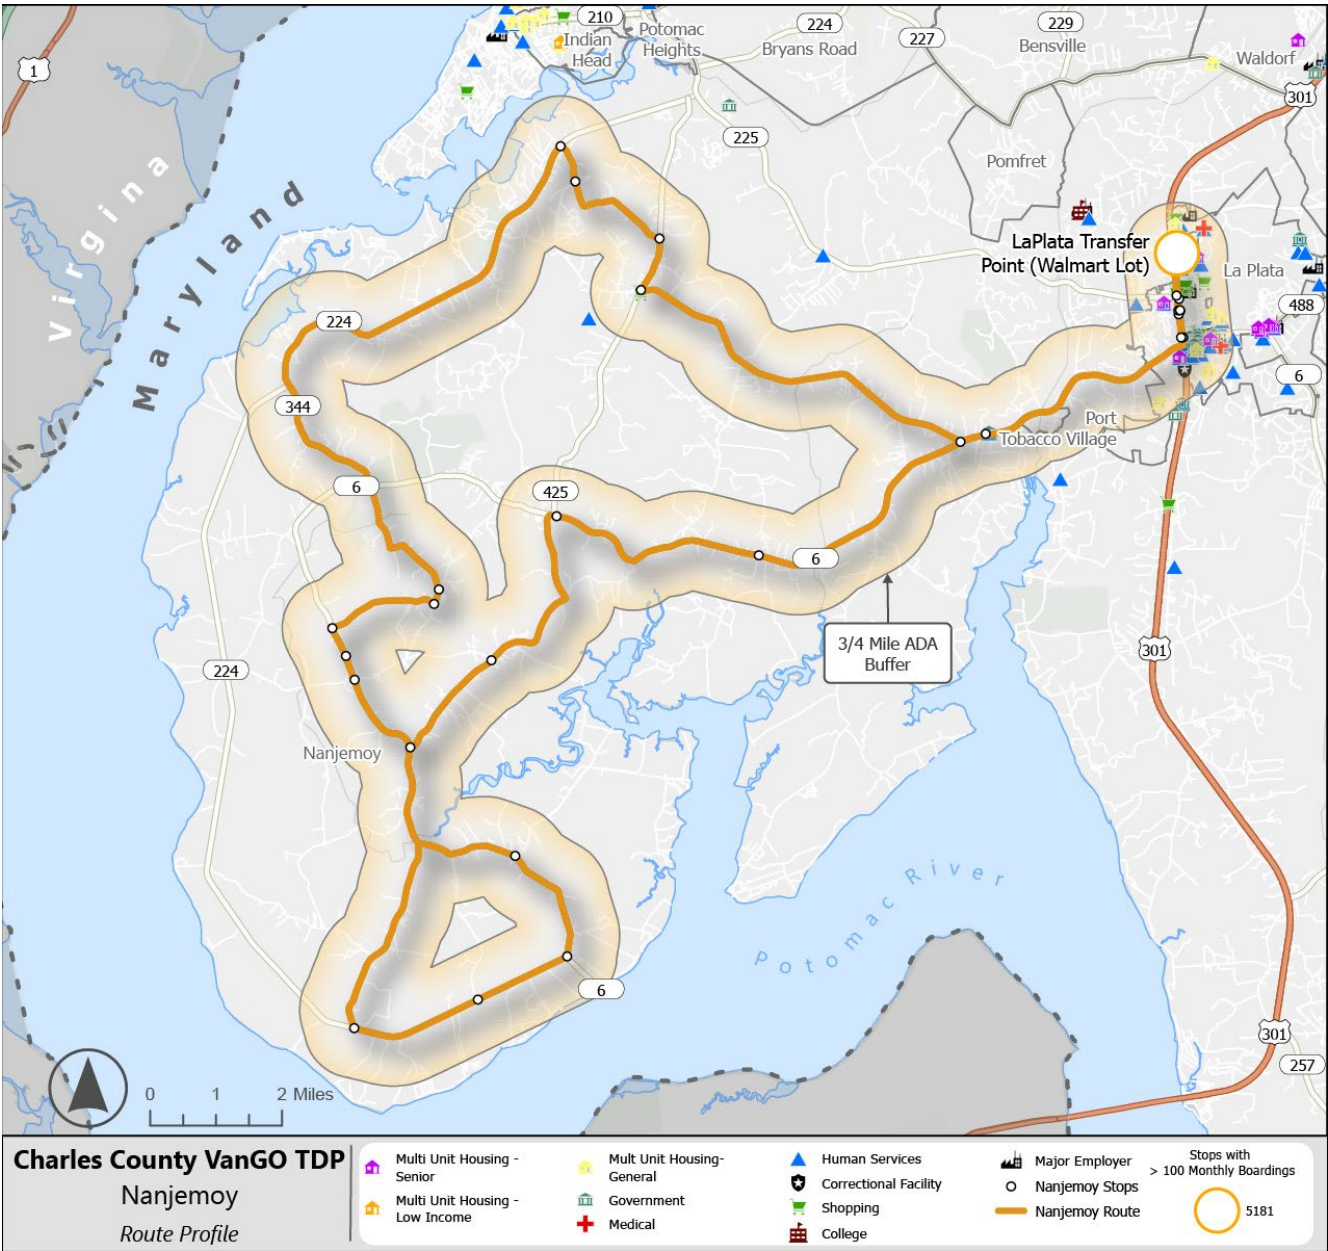 210
Potomac
Heights
224
Bryans Road
229
Bensville
227
Indian
Head
Waldorf
1
301
225
Pomfret
Virginia
Maryland
LaPlata Transfer
Point (Walmart Lot)
La Plata
488
224
6
344
Port
Tobacco Village
6
425
6
3/4 Mile ADA
Buffer
224
301
Nanjemoy
Potomac River
6
301
257
0 1 2 Miles
Charles County VanGO TDP
Nanjemoy
Route Profile
Multi Unit Housing -
Senior
Multi Unit Housing -
Low Income
Mult Unit Housing-
General
Government
Medical
Human Services
Correctional Facility
Shopping
College
Major Employer
Nanjemoy Stops
Nanjemoy Route
Stops with
> 100 Monthly Boardings
5181